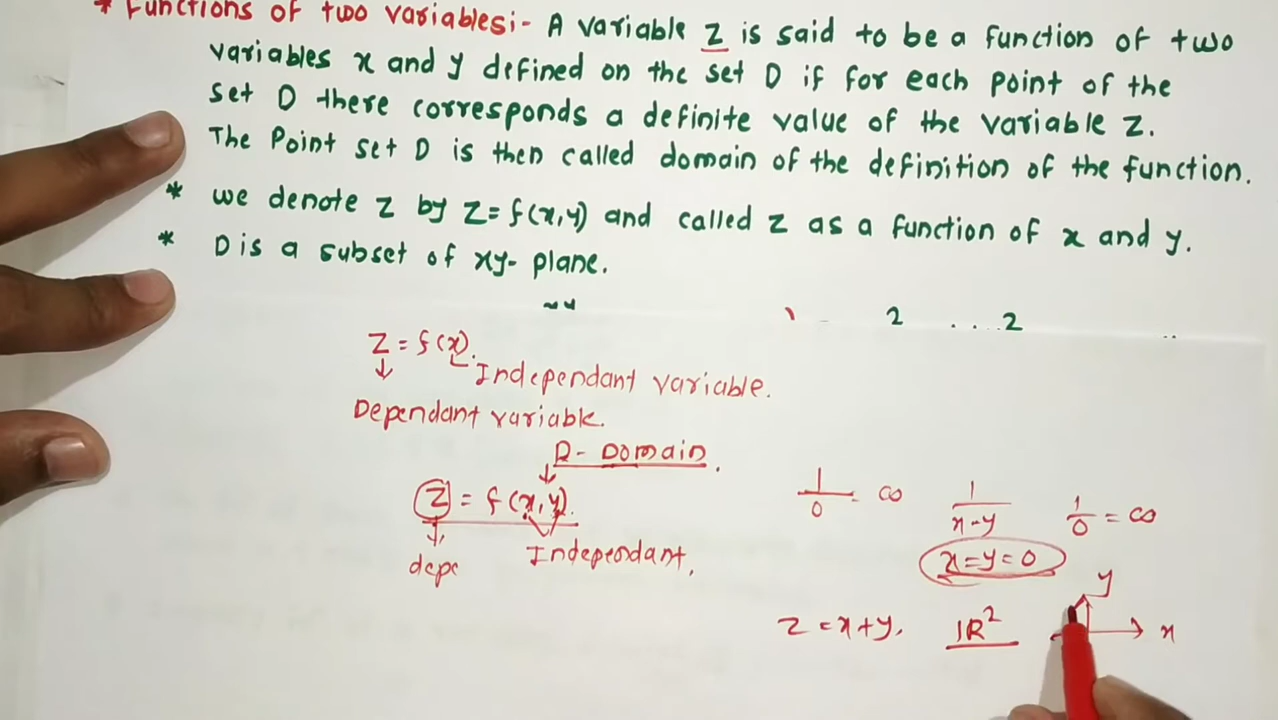 * Functions of two variables:- A variable z is said to be a function of two
variables x and y defined on the set D if for each point of the
set D there corresponds a definite value of the variable z.
The Point set D is then called domain of the definition of the function.
* we denote z by z=f(x,y) and called z as a function of x and y.
* D is a subset of xy-plane.
z = f(x).
Independant variable.
Dependant variable.
D- Domain.
z = f(x,y).
depe
Independant,
1/0 = ∞
1/x-y
1/0 = ∞
x=y=0
z = x+y,
IR²
y
x